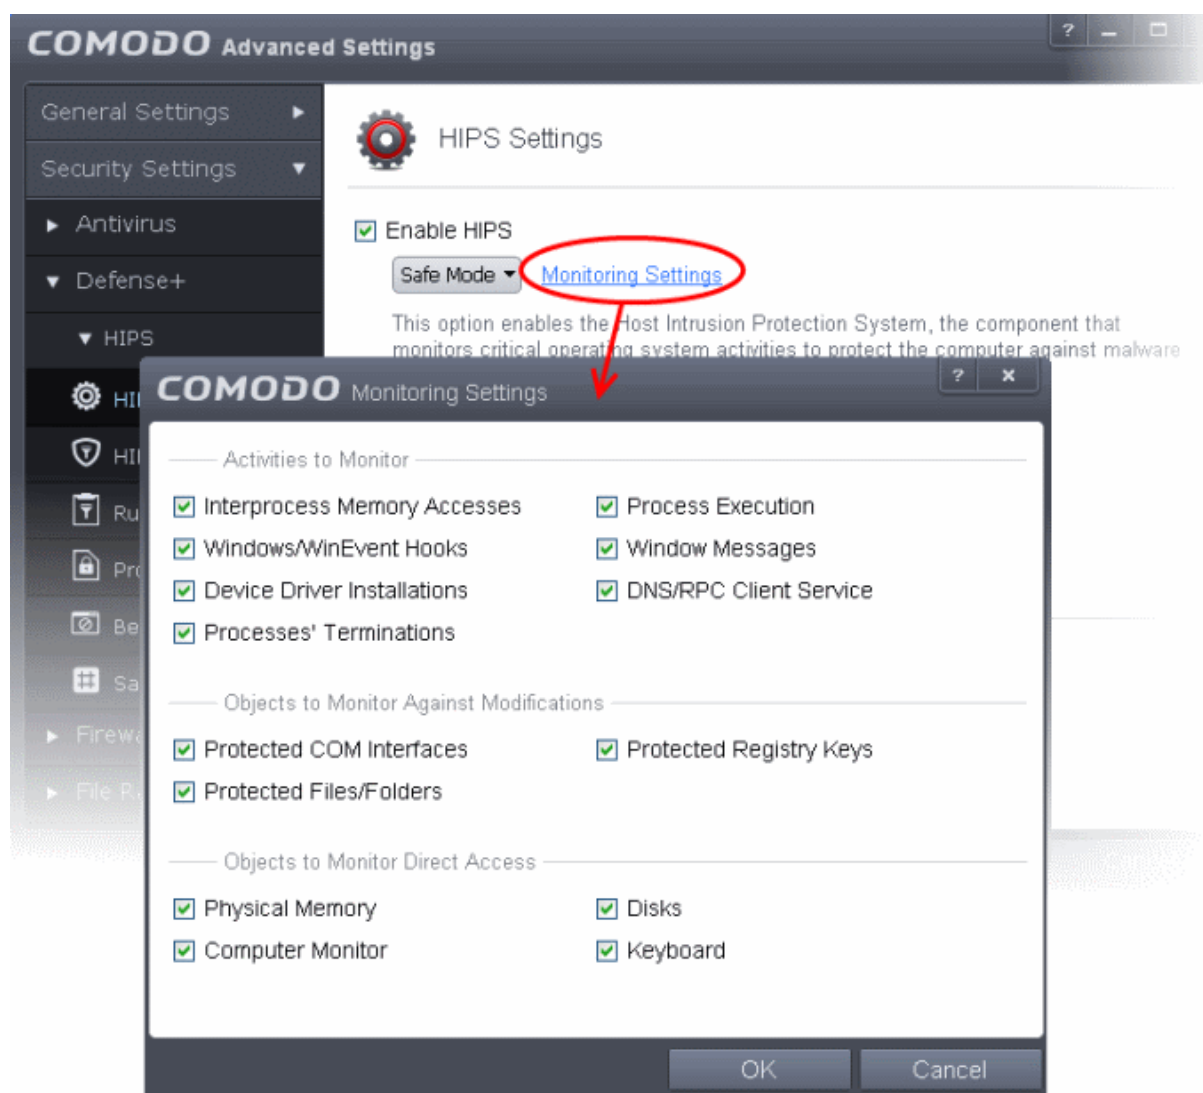 COMODO Advanced Settings
?
General Settings
Security Settings
Antivirus
Defense+
HIPS
HIPS Settings
Enable HIPS
Safe Mode Monitoring Settings
This option enables the Host Intrusion Protection System, the component that
monitors critical operating system activities to protect the computer against malware
COMODO Monitoring Settings
? x
Activities to Monitor
Interprocess Memory Accesses Process Execution
Windows/WinEvent Hooks Window Messages
Device Driver Installations DNS/RPC Client Service
Processes' Terminations
Objects to Monitor Against Modifications
Protected COM Interfaces Protected Registry Keys
Protected Files/Folders
Objects to Monitor Direct Access
Physical Memory Disks
Computer Monitor Keyboard
OK Cancel